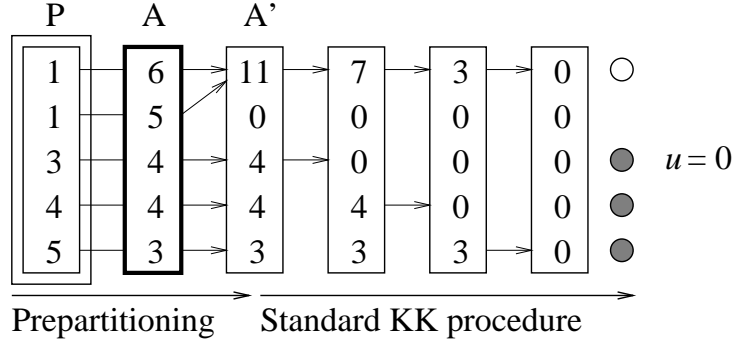 P A A’
1 6 11 7 3 0
1 5 0 0 0 0
3 4 4 0 0 0 u = 0
4 4 4 4 0 0
5 3 3 3 3 0
Prepartitioning Standard KK procedure